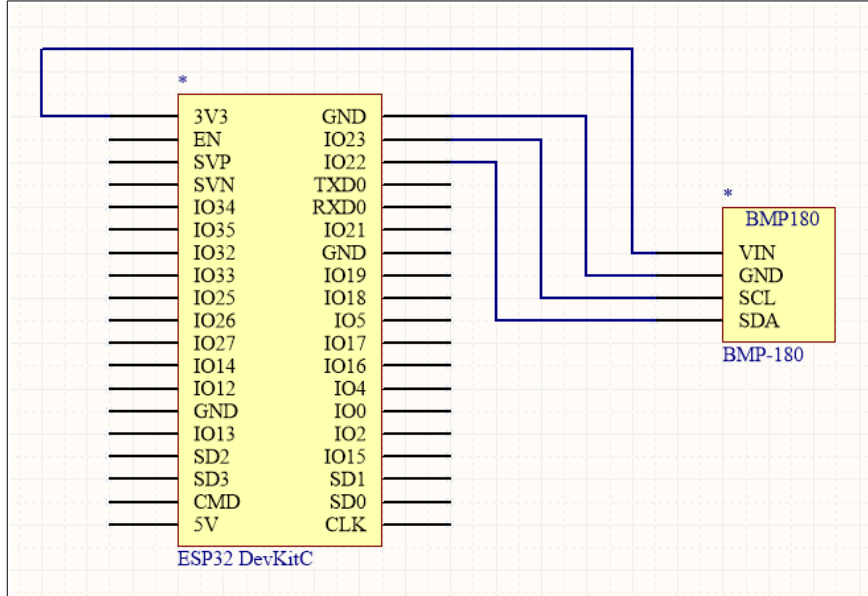 *
3V3 GND
EN IO23
SVP IO22
SVN TXD0
IO34 RXD0
IO35 IO21
IO32 GND
IO33 IO19
IO25 IO18
IO26 IO5
IO27 IO17
IO14 IO16
IO12 IO4
GND IO0
IO13 IO2
SD2 IO15
SD3 SD1
CMD SD0
5V CLK
ESP32 DevKitC
*
BMP180
VIN
GND
SCL
SDA
BMP-180